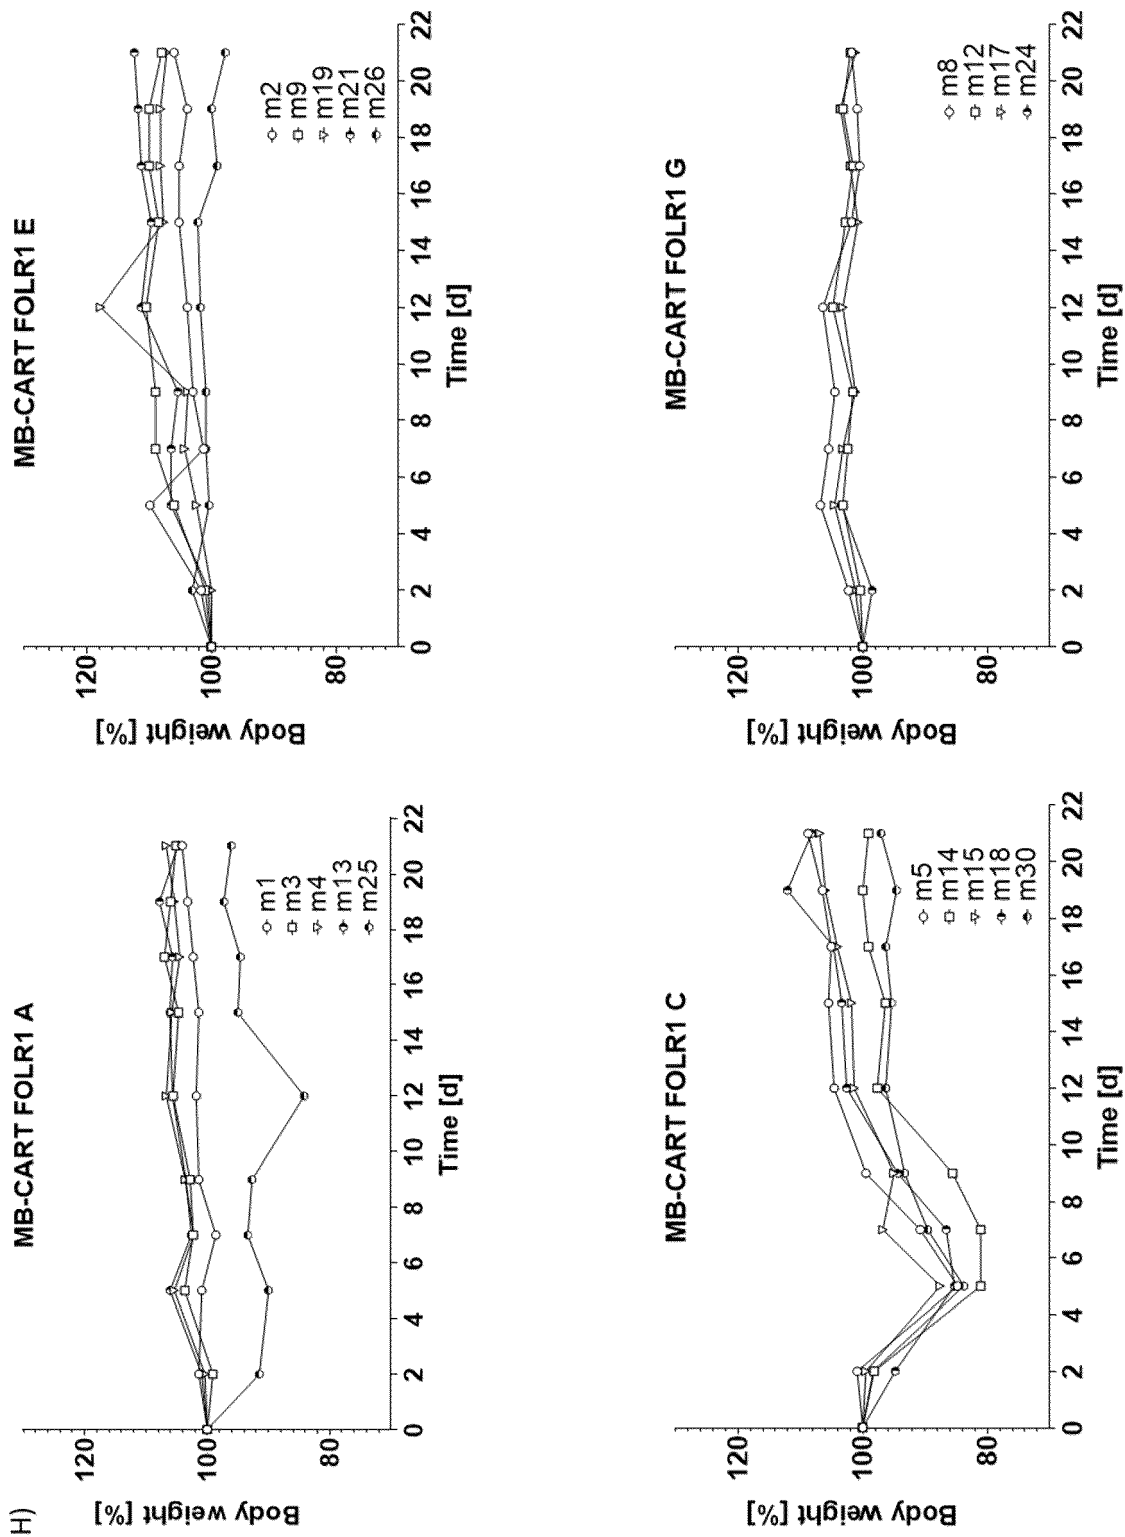 H)
MB-CART FOLR1 A
Body weight [%]
120
100
80
0 2 4 6 8 10 12 14 16 18 20 22
Time [d]
m1
m3
m4
m13
m25
MB-CART FOLR1 E
Body weight [%]
120
100
80
0 2 4 6 8 10 12 14 16 18 20 22
Time [d]
m2
m9
m19
m21
m26
MB-CART FOLR1 C
Body weight [%]
120
100
80
0 2 4 6 8 10 12 14 16 18 20 22
Time [d]
m5
m14
m15
m18
m30
MB-CART FOLR1 G
Body weight [%]
120
100
80
0 2 4 6 8 10 12 14 16 18 20 22
Time [d]
m8
m12
m17
m24